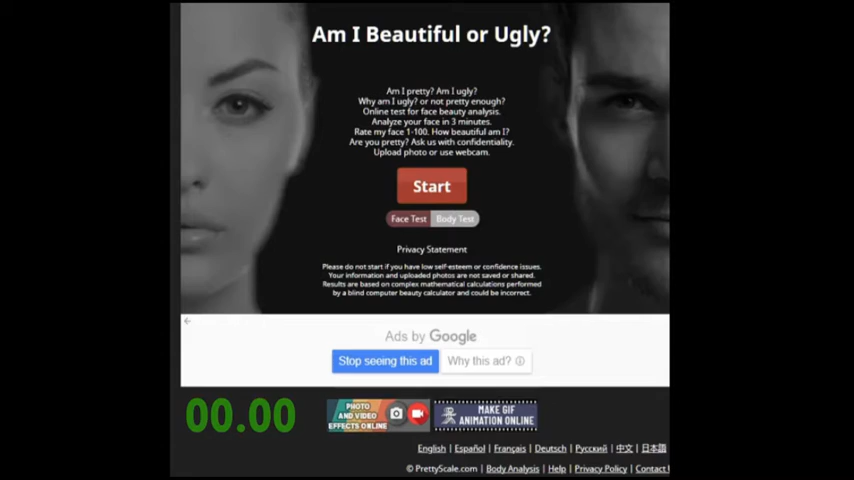 Am I Beautiful or Ugly?
Am I pretty? Am I ugly?
Why am I ugly? or not pretty enough?
Online test for face beauty analysis.
Analyze your face in 3 minutes.
Rate my face 1-100. How beautiful am I?
Are you pretty? Ask us with confidentiality.
Upload photo or use webcam.
Start
Face Test Body Test
Privacy Statement
Please do not start if you have low self-esteem or confidence issues.
Your information and uploaded photos are not saved or shared.
Results are based on complex mathematical calculations performed
by a blind computer beauty calculator and could be incorrect.
Ads by Google
Stop seeing this ad Why this ad?
00.00
PHOTO
AND VIDEO
EFFECTS ONLINE
MAKE GIF
ANIMATION ONLINE
English | Español | Français | Deutsch | Русский | 中文 | 日本語
© PrettyScale.com | Body Analysis | Help | Privacy Policy | Contact